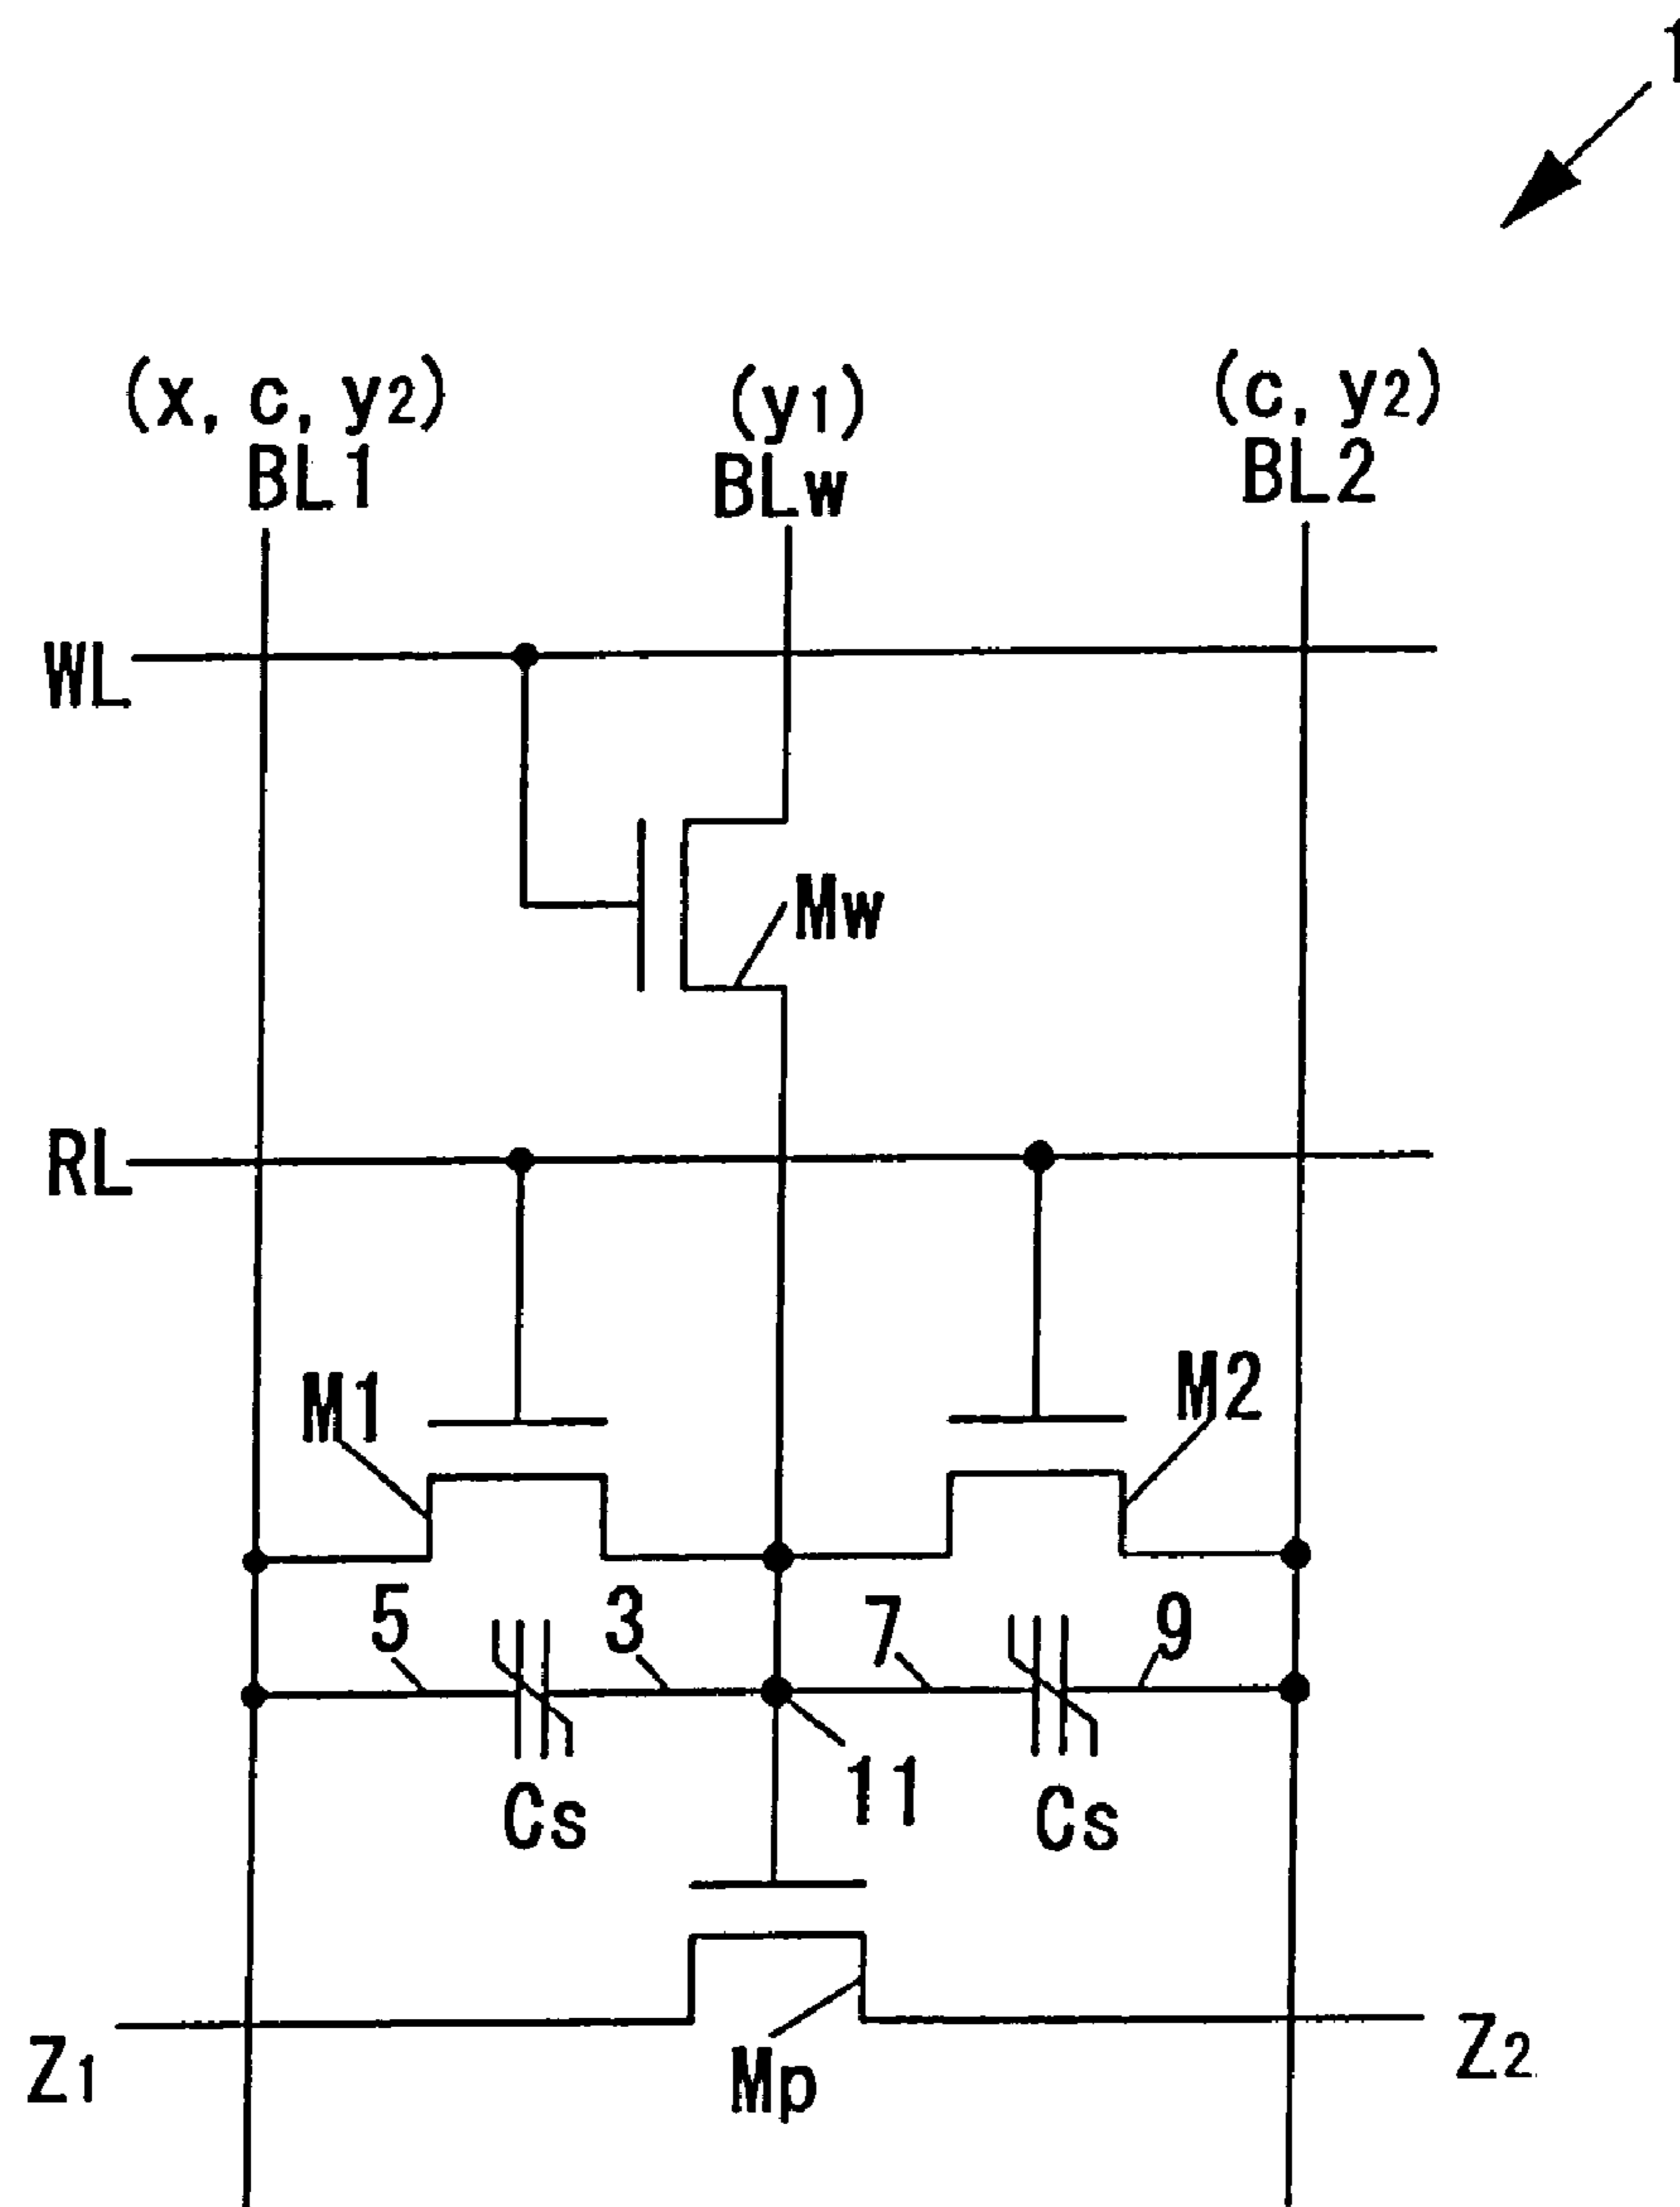 1
(x, c, y2) (y1) (c, y2)
BL1 BLw BL2
WL
Mw
RL
M1 M2
5 3 7 9
11
Cs Cs
Z1 Mp Z2